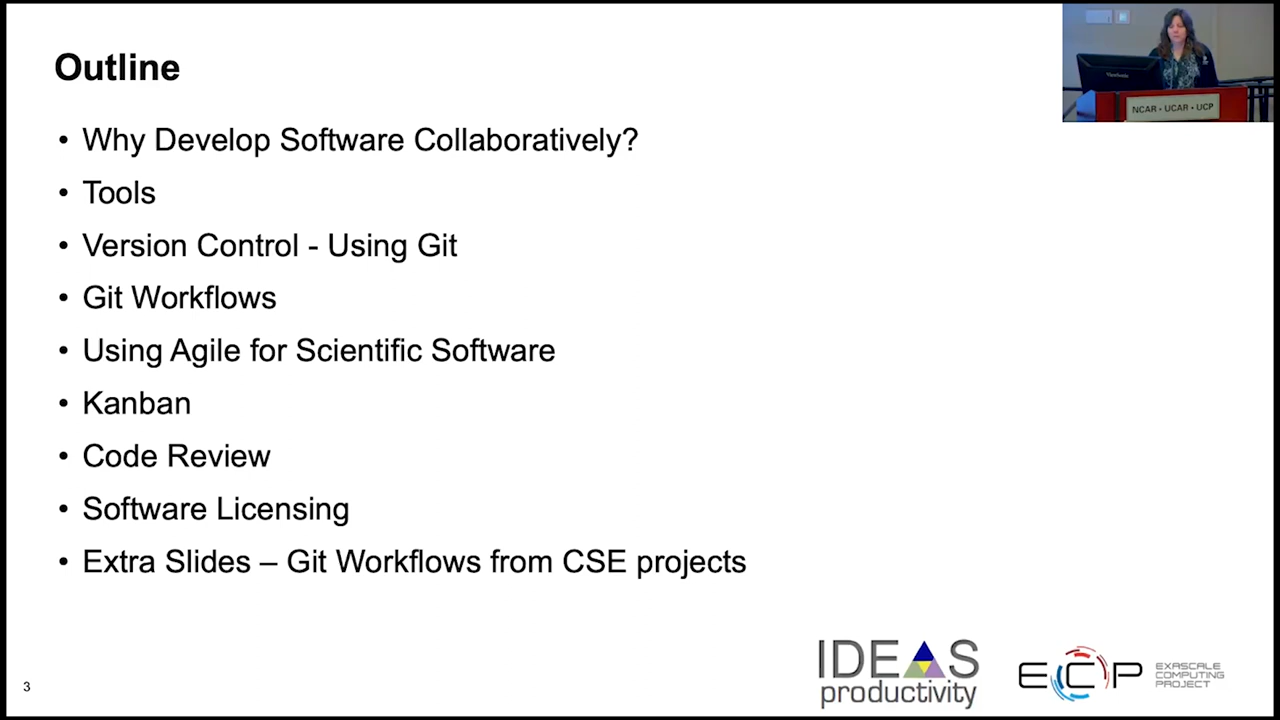 Outline
• Why Develop Software Collaboratively?
• Tools
• Version Control - Using Git
• Git Workflows
• Using Agile for Scientific Software
• Kanban
• Code Review
• Software Licensing
• Extra Slides – Git Workflows from CSE projects
3
IDEAS
productivity
ECP
EXASCALE
COMPUTING
PROJECT
ViewSonic
NCAR • UCAR • UCP